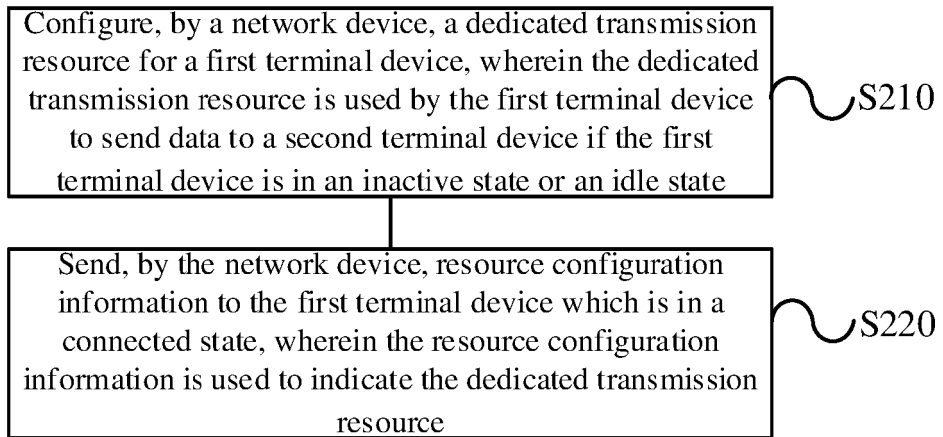 Configure, by a network device, a dedicated transmission
resource for a first terminal device, wherein the dedicated
transmission resource is used by the first terminal device
to send data to a second terminal device if the first
terminal device is in an inactive state or an idle state
S210
Send, by the network device, resource configuration
information to the first terminal device which is in a
connected state, wherein the resource configuration
information is used to indicate the dedicated transmission
resource
S220